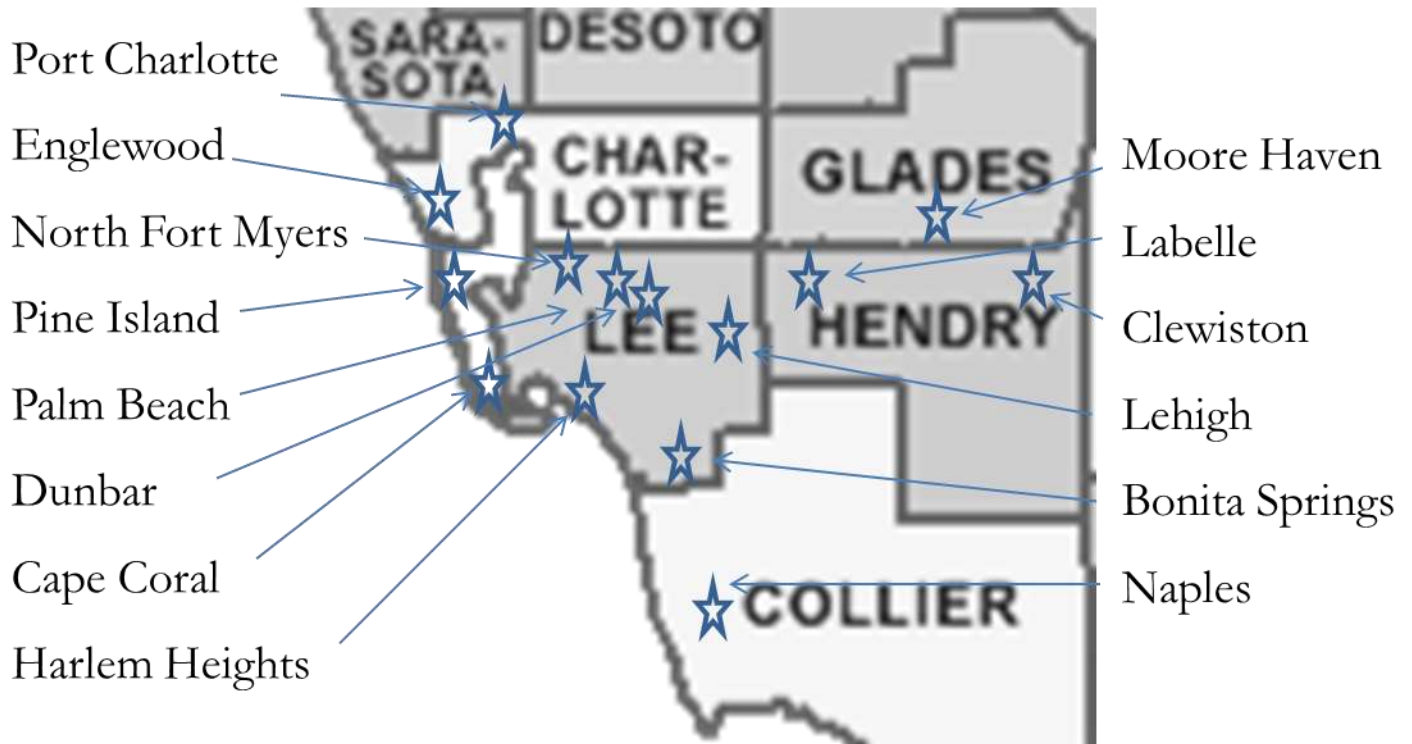 Port Charlotte
Englewood
North Fort Myers
Pine Island
Palm Beach
Dunbar
Cape Coral
Harlem Heights
SARA-
SOTA
DESOTO
CHAR-
LOTTE
GLADES
LEE
HENDRY
COLLIER
Moore Haven
Labelle
Clewiston
Lehigh
Bonita Springs
Naples